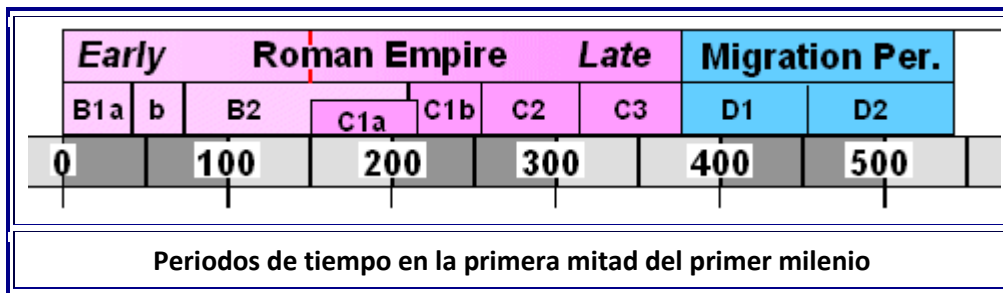 Early Roman Empire Late Migration Per.
B1a b B2 C1a C1b C2 C3 D1 D2
0 100 200 300 400 500
Periodos de tiempo en la primera mitad del primer milenio